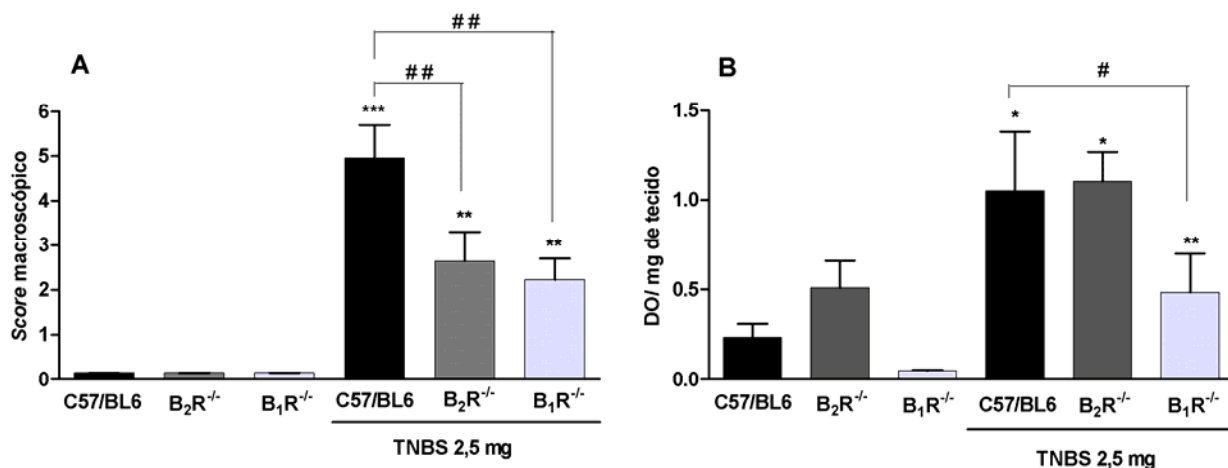 A
Score macroscópico
6
5
4
3
2
1
0
# #
# #
***
**
**
C57/BL6 B₂R⁻/⁻ B₁R⁻/⁻ C57/BL6 B₂R⁻/⁻ B₁R⁻/⁻
TNBS 2,5 mg
B
DO/ mg de tecido
1.5
1.0
0.5
0.0
#
*
*
**
C57/BL6 B₂R⁻/⁻ B₁R⁻/⁻ C57/BL6 B₂R⁻/⁻ B₁R⁻/⁻
TNBS 2,5 mg